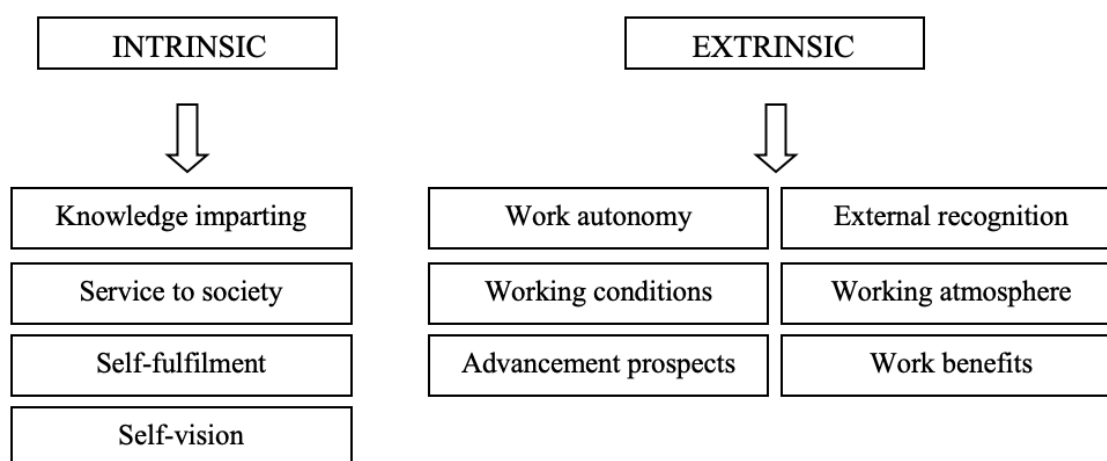 INTRINSIC
EXTRINSIC
Knowledge imparting
Service to society
Self-fulfilment
Self-vision
Work autonomy
External recognition
Working conditions
Working atmosphere
Advancement prospects
Work benefits